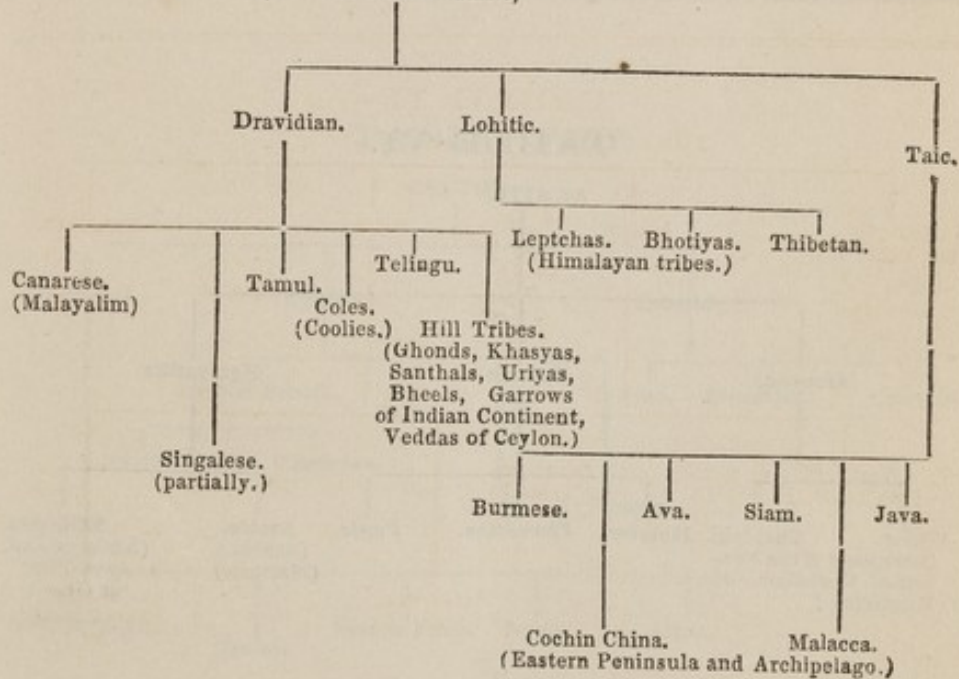 Dravidian.
Lohitic.
Taic.
Canarese.
(Malayalim)
Singalese.
(partially.)
Tamul.
Coles.
(Coolies.)
Telingu.
Hill Tribes.
(Ghonds, Khasyas,
Santhals, Uriyas,
Bheels, Garrows
of Indian Continent,
Veddas of Ceylon.)
Leptchas. Bhotiyas. Thibetan.
(Himalayan tribes.)
Burmese. Ava. Siam. Java.
Cochin China. Malacca.
(Eastern Peninsula and Archipelago.)